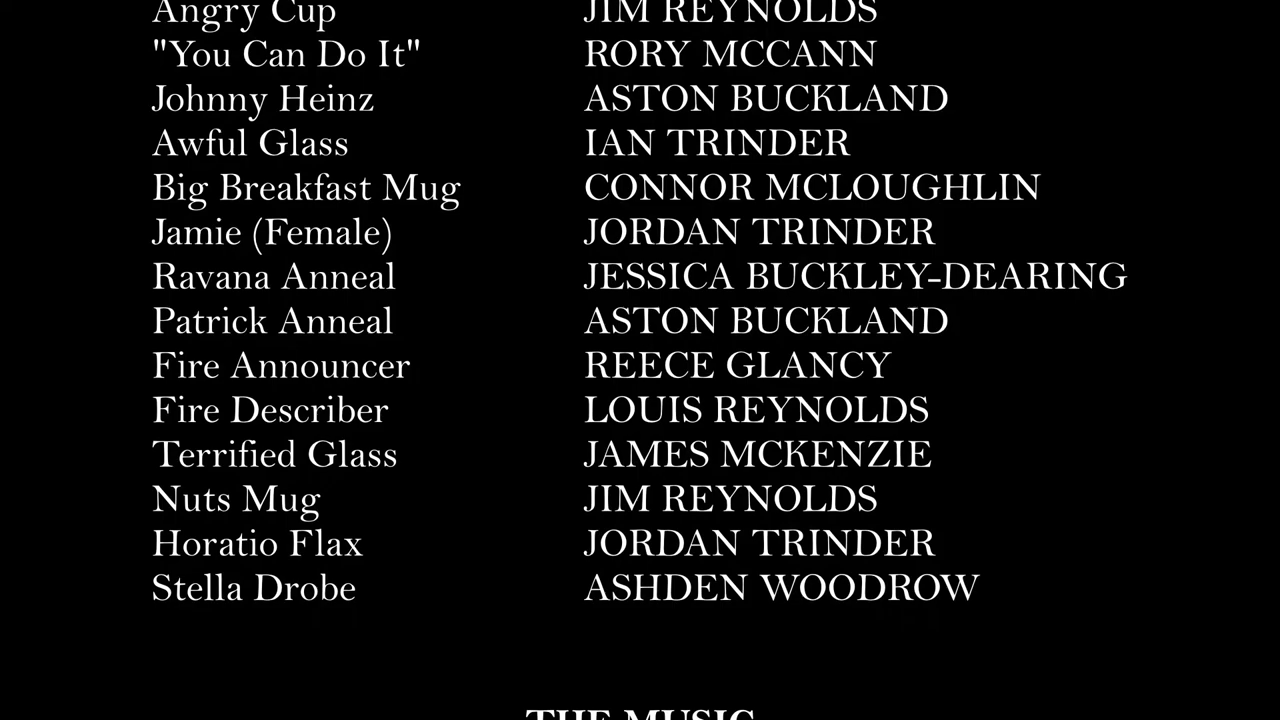 Angry Cup JIM REYNOLDS
"You Can Do It" RORY MCCANN
Johnny Heinz ASTON BUCKLAND
Awful Glass IAN TRINDER
Big Breakfast Mug CONNOR MCLOUGHLIN
Jamie (Female) JORDAN TRINDER
Ravana Anneal JESSICA BUCKLEY-DEARING
Patrick Anneal ASTON BUCKLAND
Fire Announcer REECE GLANCY
Fire Describer LOUIS REYNOLDS
Terrified Glass JAMES MCKENZIE
Nuts Mug JIM REYNOLDS
Horatio Flax JORDAN TRINDER
Stella Drobe ASHDEN WOODROW
THE MUSIC